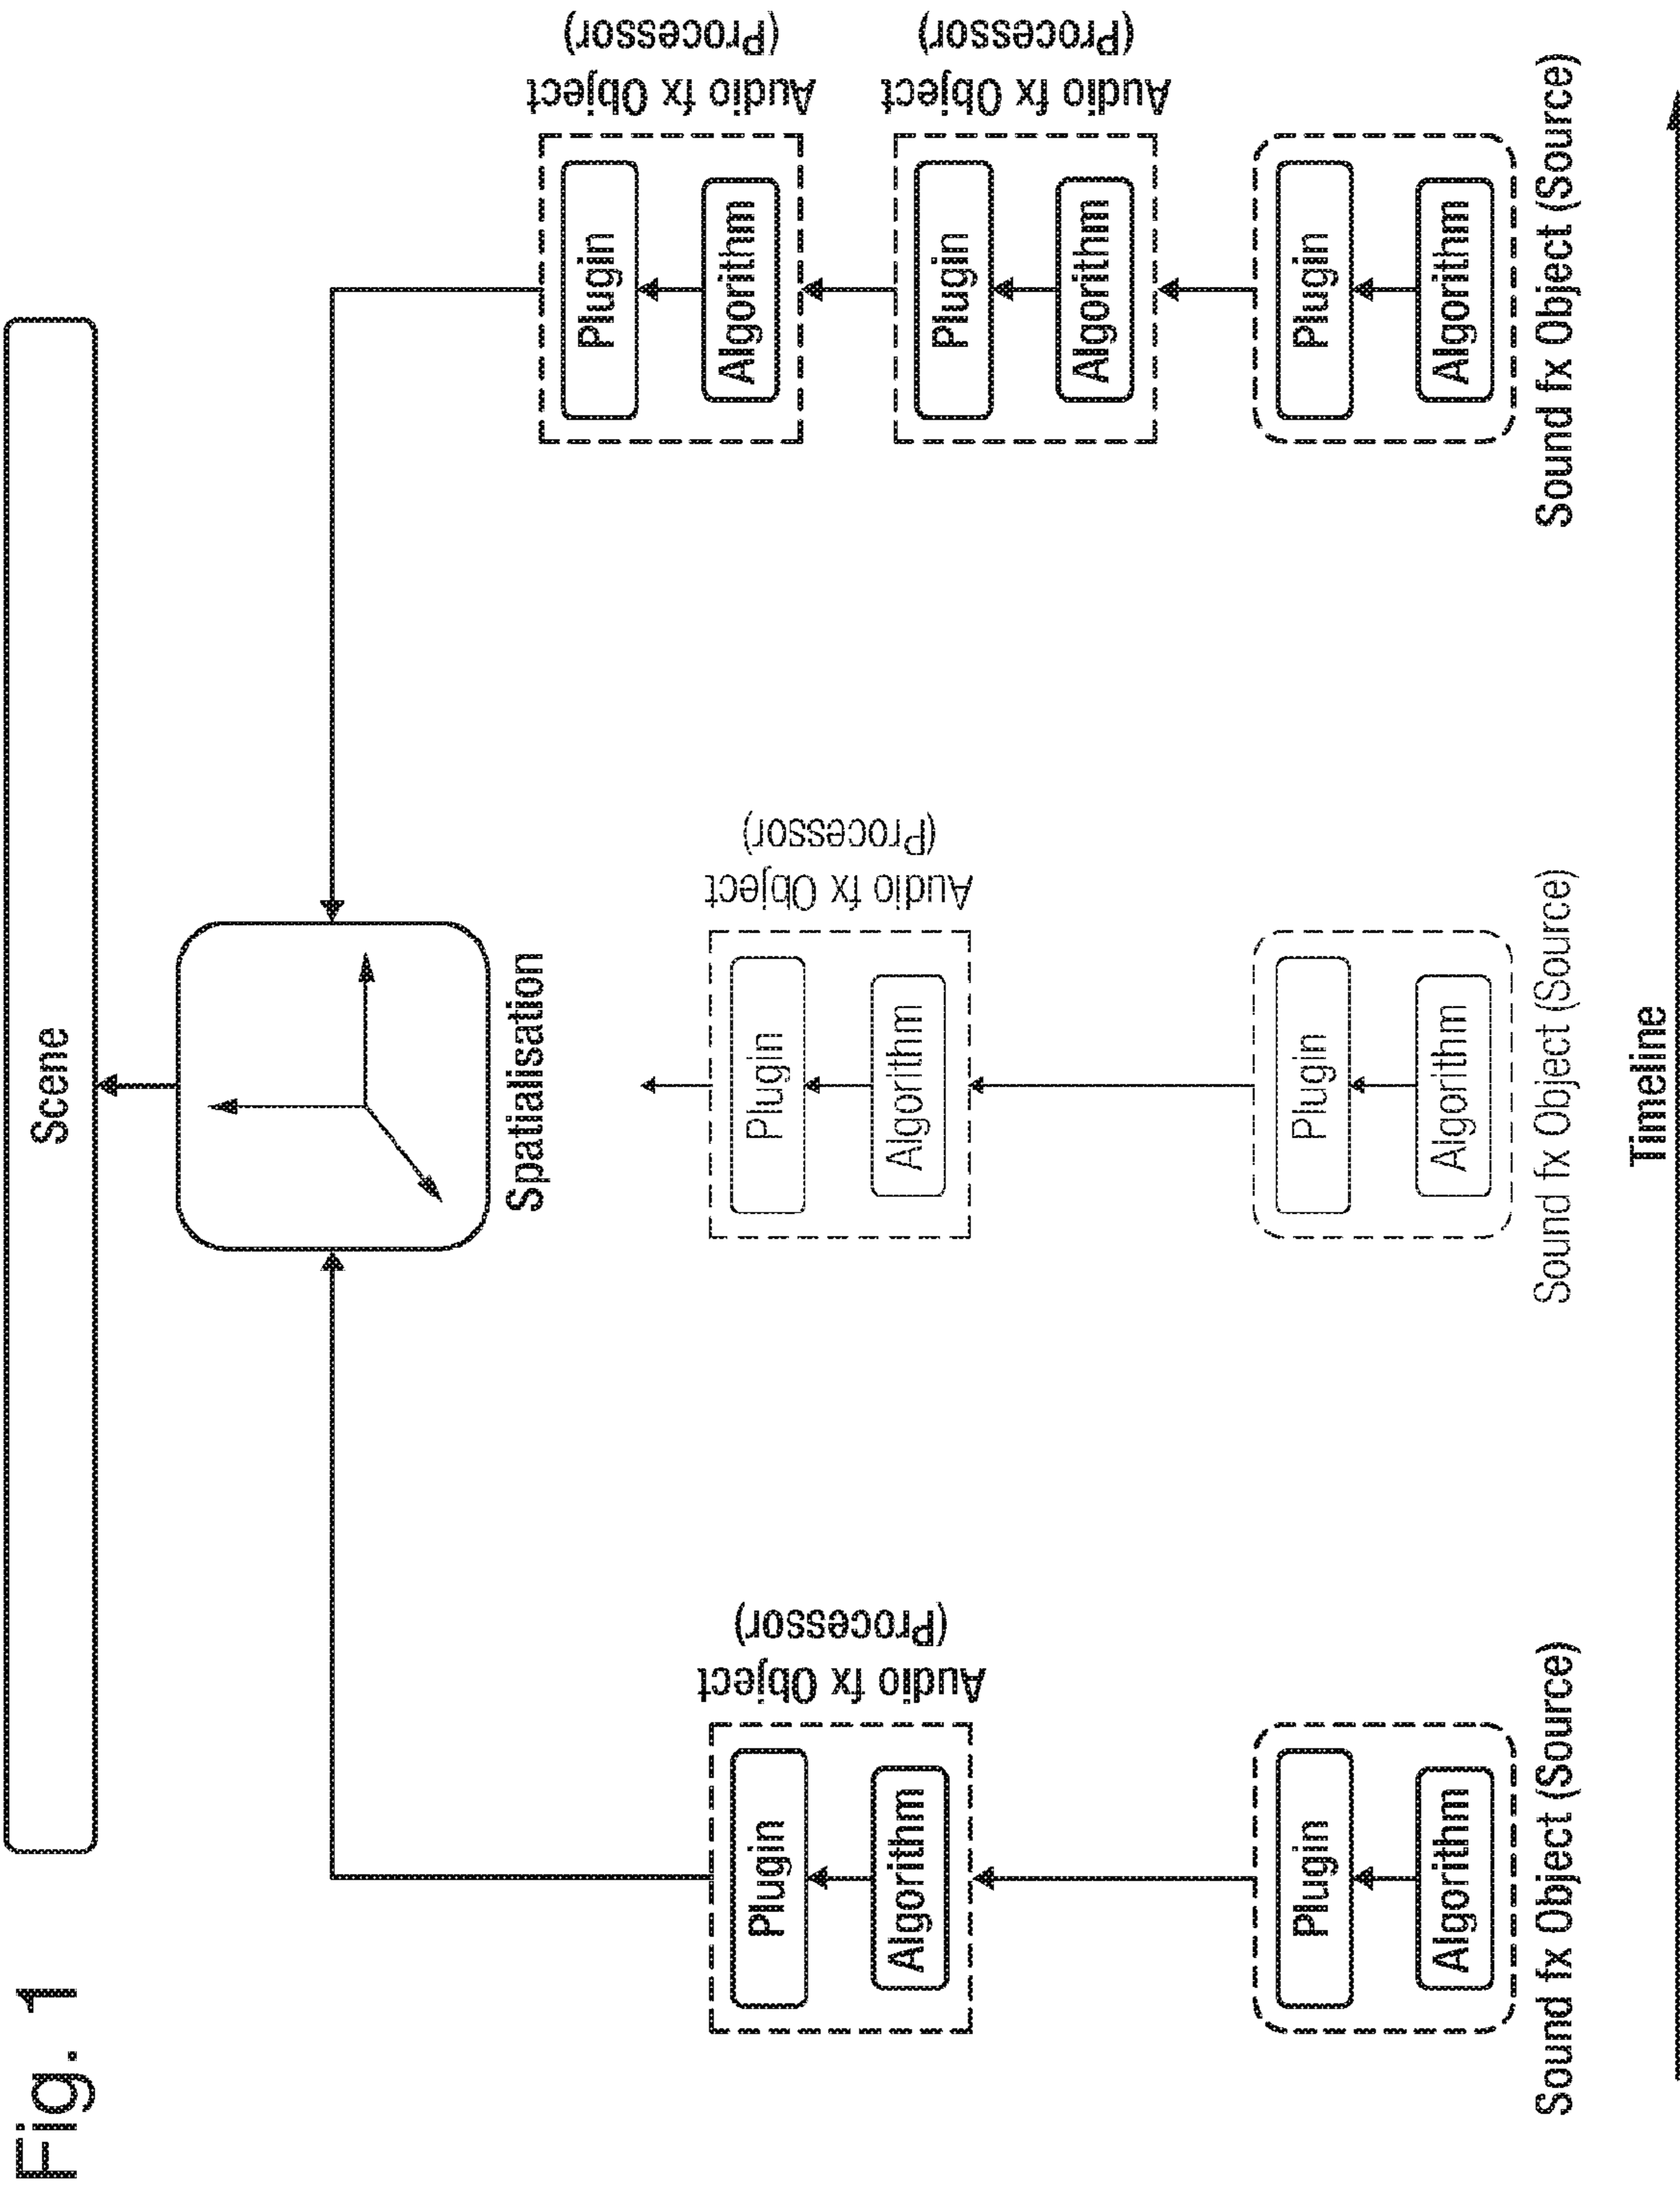 Fig. 1
Scene
Spatialisation
Audio fx Object
(Processor)
Plugin
Algorithm
Plugin
Algorithm
Sound fx Object (Source)
Audio fx Object
(Processor)
Plugin
Algorithm
Plugin
Algorithm
Sound fx Object (Source)
Audio fx Object
(Processor)
Plugin
Algorithm
Audio fx Object
(Processor)
Plugin
Algorithm
Plugin
Algorithm
Sound fx Object (Source)
Timeline